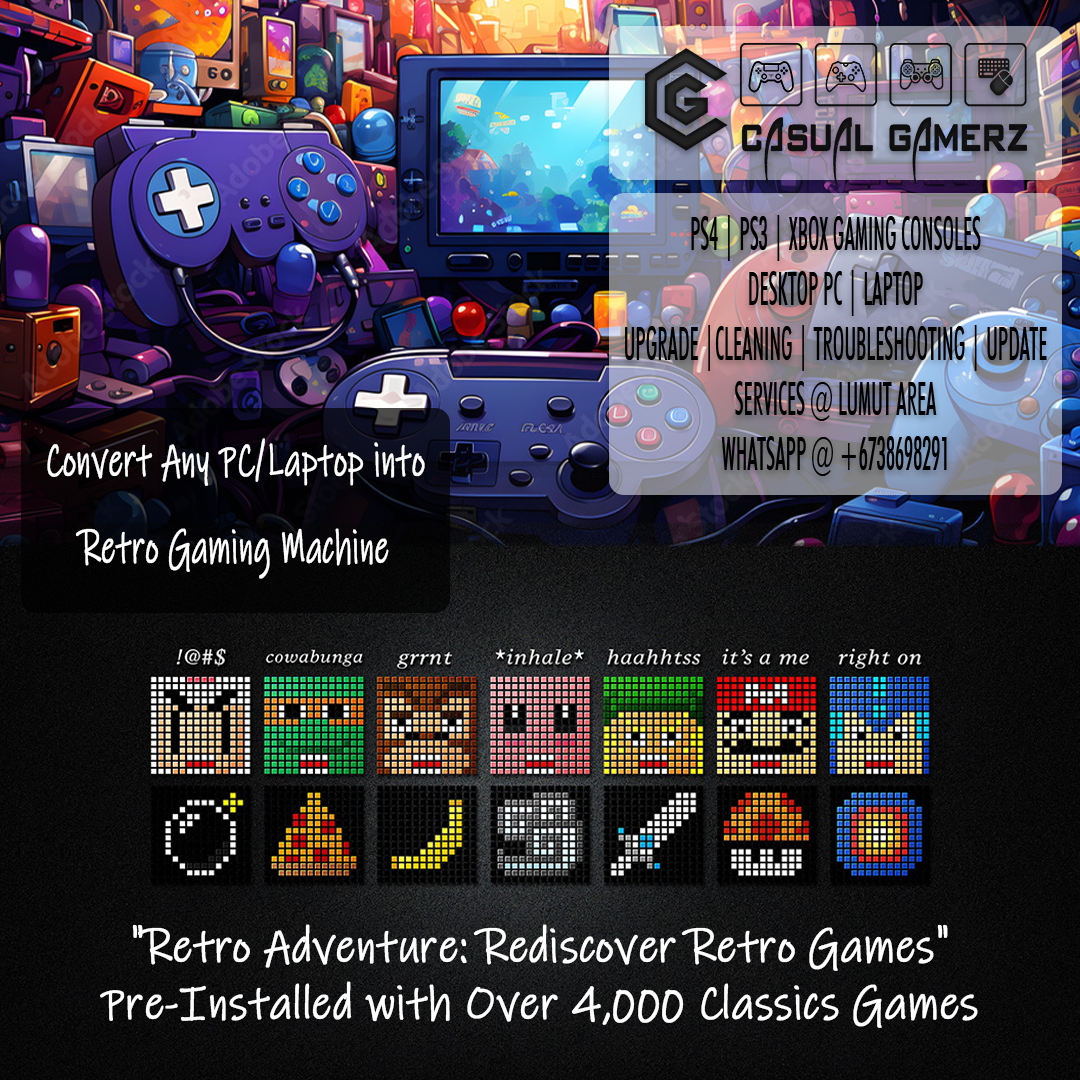 CASUAL GAMERZ
PS4 | PS3 | XBOX GAMING CONSOLES
DESKTOP PC | LAPTOP
UPGRADE | CLEANING | TROUBLESHOOTING | UPDATE
SERVICES @ LUMUT AREA
WHATSAPP @ +6738698291
Convert Any PC/Laptop into
Retro Gaming Machine
!@#$ cowabunga grrnt *inhale* haahhtss it's a me right on
"Retro Adventure: Rediscover Retro Games"
Pre-Installed with Over 4,000 Classics Games